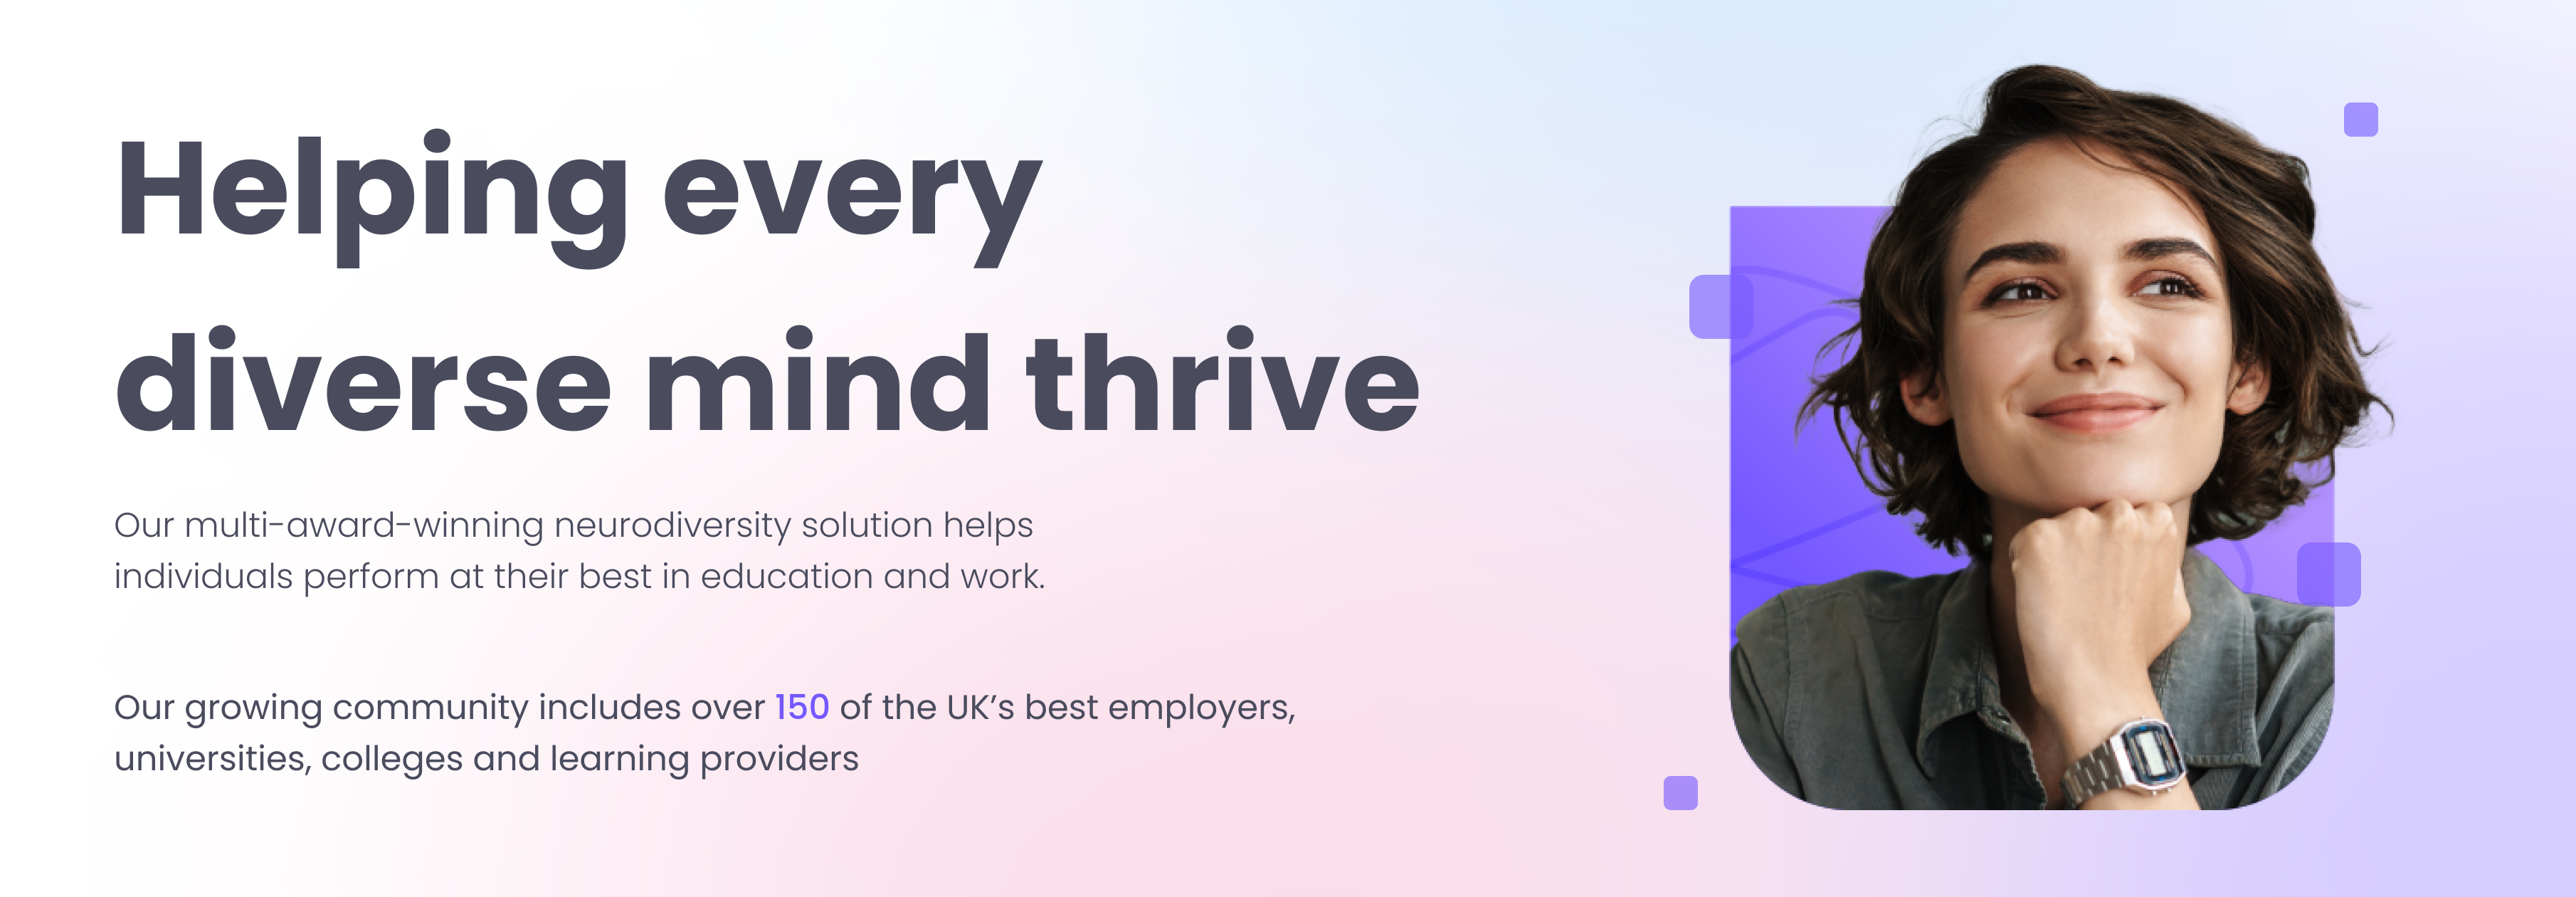 Helping every
diverse mind thrive
Our multi-award-winning neurodiversity solution helps
individuals perform at their best in education and work.
Our growing community includes over 150 of the UK’s best employers,
universities, colleges and learning providers